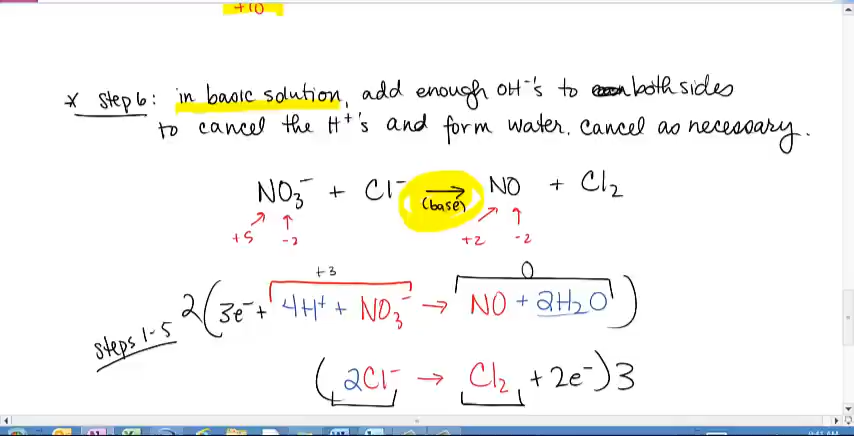 +10
* Step 6: in basic solution, add enough OH⁻'s to both sides
to cancel the H⁺'s and form water. Cancel as necessary.
NO₃⁻ + Cl⁻ → (base) NO + Cl₂
+5 -2 +2 -2
+3 0
2(3e⁻ + 4H⁺ + NO₃⁻ → NO + 2H₂O)
Steps 1-5
(2Cl⁻ → Cl₂ + 2e⁻)3